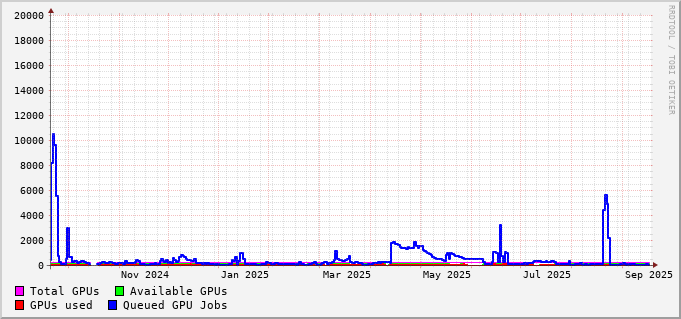 20000
18000
16000
14000
12000
10000
8000
6000
4000
2000
0
Nov 2024 Jan 2025 Mar 2025 May 2025 Jul 2025 Sep 2025
Total GPUs Available GPUs
GPUs used Queued GPU Jobs
RRDTOOL / TOBI OETIKER